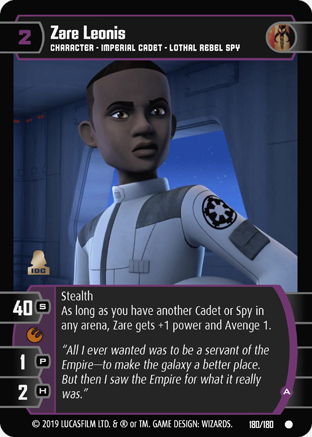 2
Zare Leonis
CHARACTER - IMPERIAL CADET - LOTHAL REBEL SPY
IDC
40 S
1 P
2 H
Stealth
As long as you have another Cadet or Spy in
any arena, Zare gets +1 power and Avenge 1.
"All I ever wanted was to be a servant of the
Empire—to make the galaxy a better place.
But then I saw the Empire for what it really
was."
A
© 2019 LUCASFILM LTD. & ® or TM. GAME DESIGN: WIZARDS.
180/180